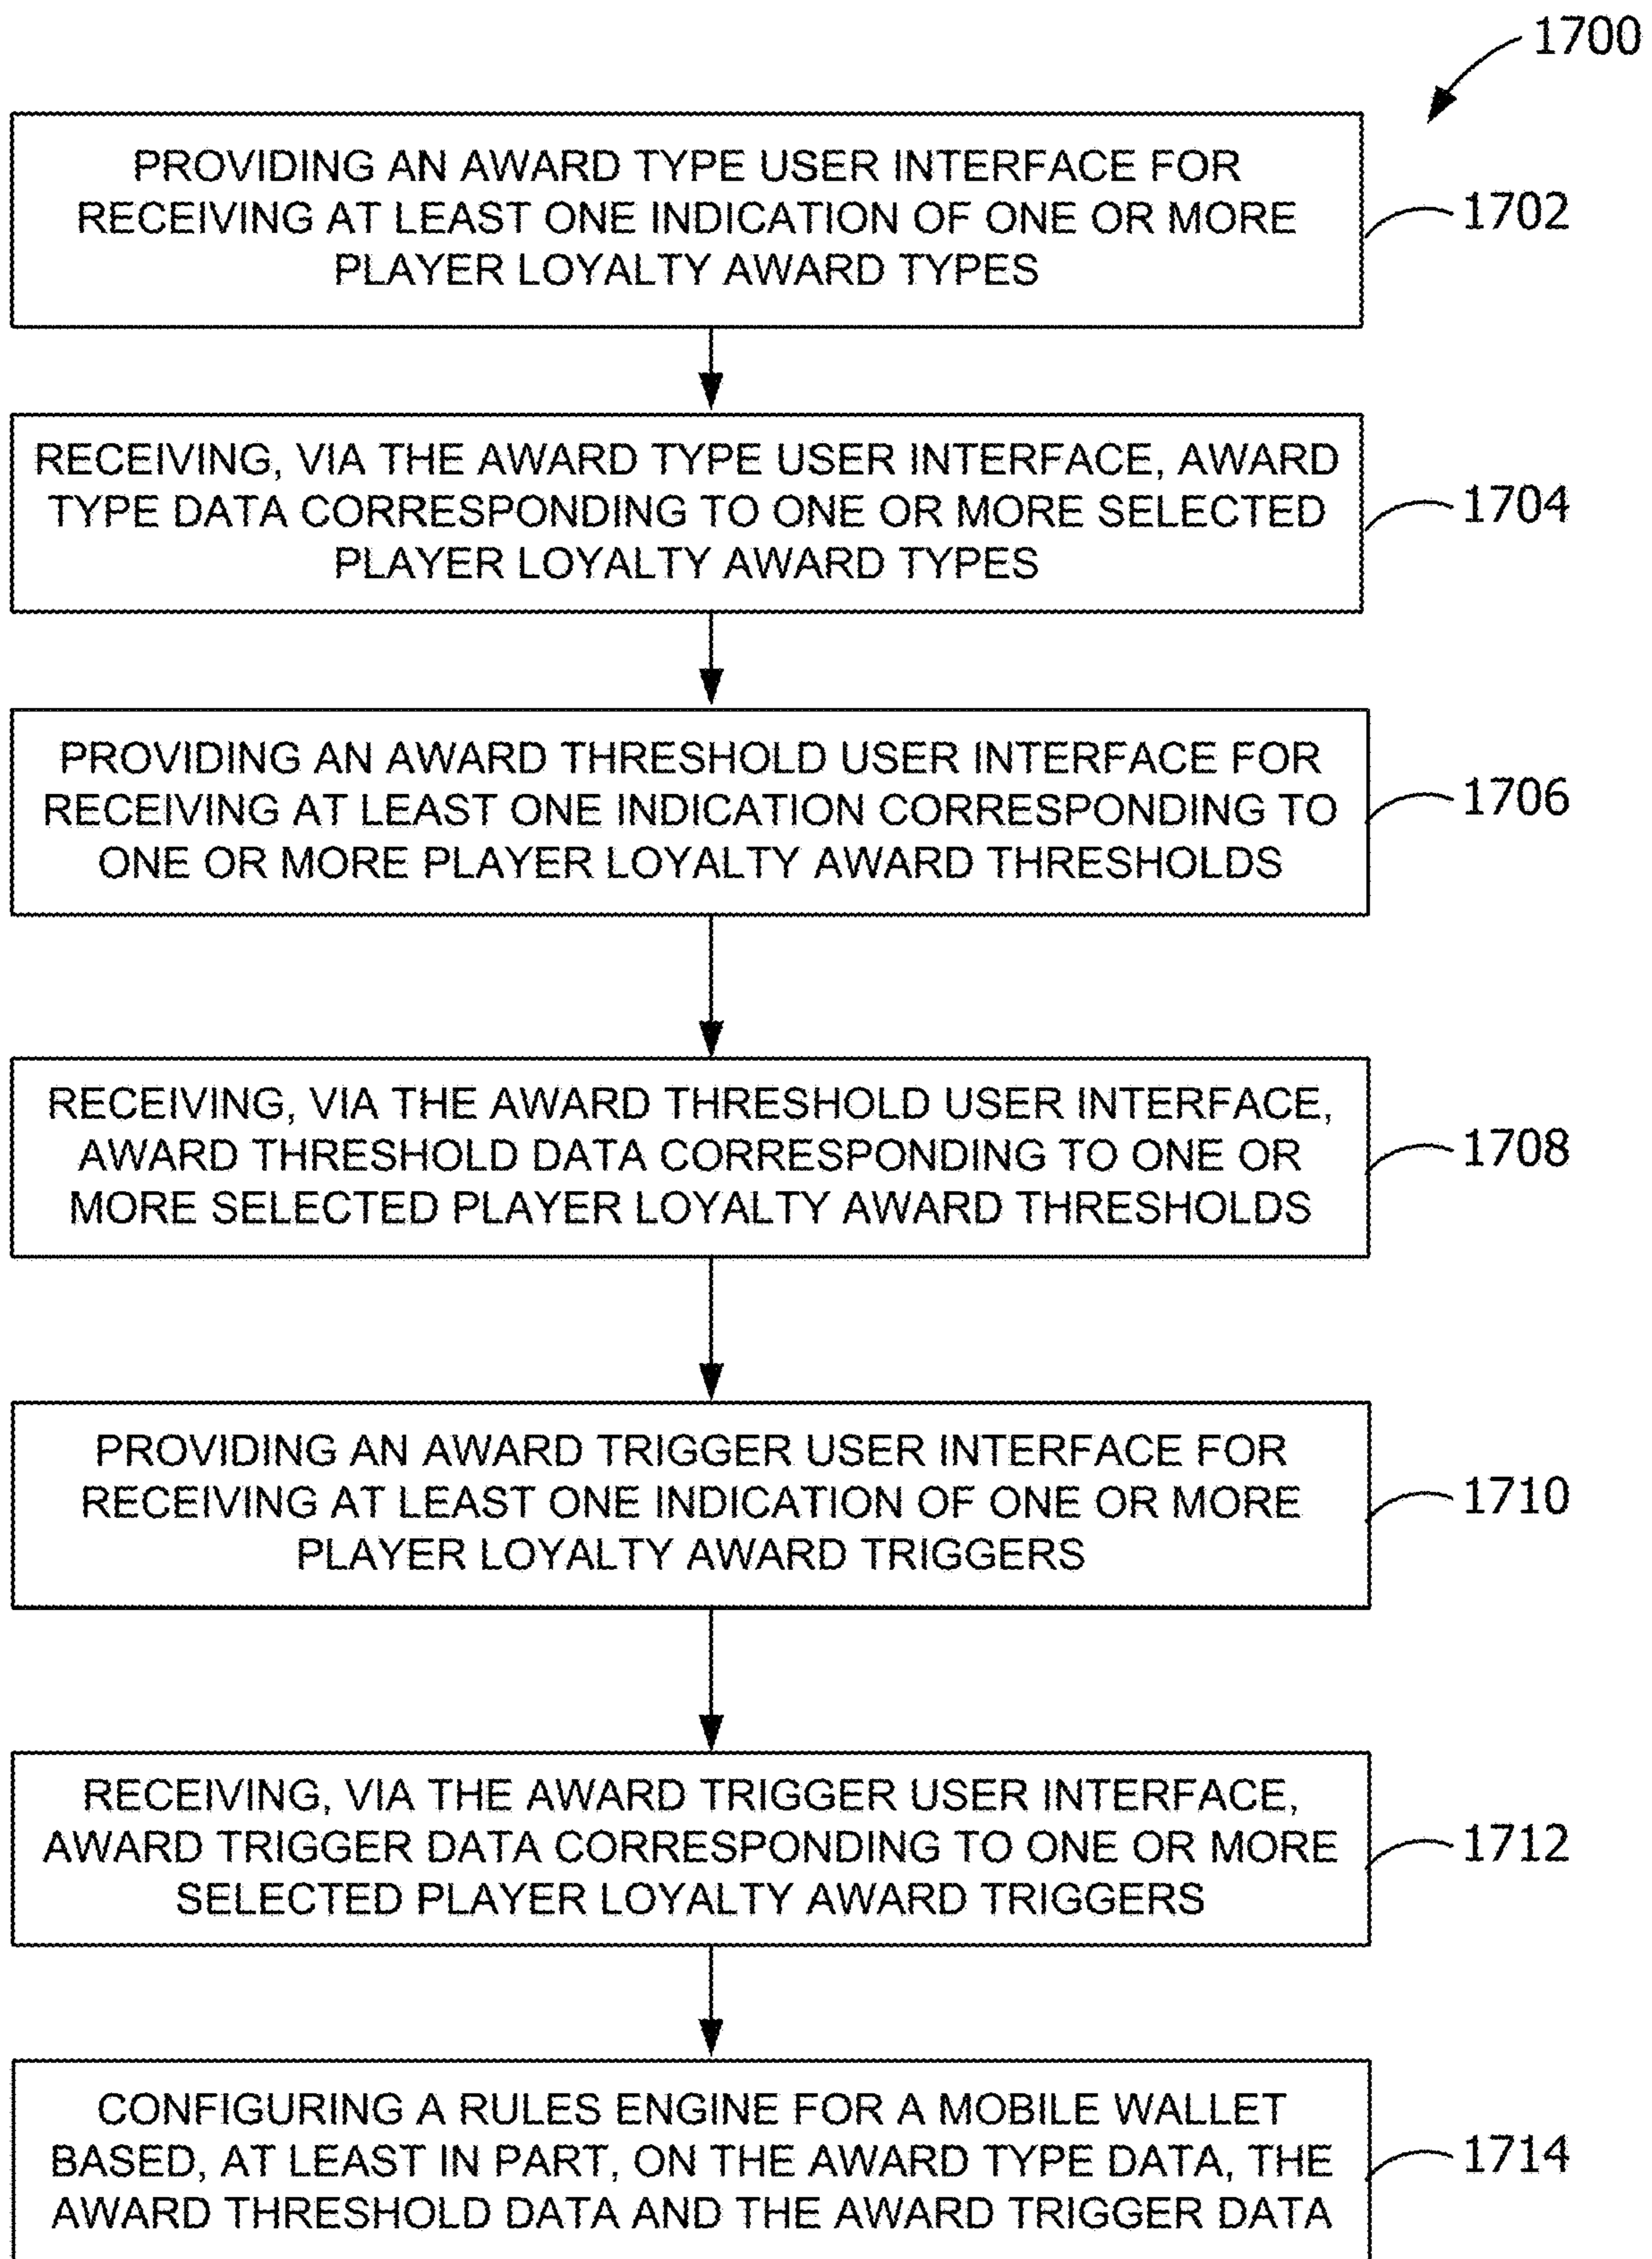 1700
PROVIDING AN AWARD TYPE USER INTERFACE FOR
RECEIVING AT LEAST ONE INDICATION OF ONE OR MORE
PLAYER LOYALTY AWARD TYPES
1702
RECEIVING, VIA THE AWARD TYPE USER INTERFACE, AWARD
TYPE DATA CORRESPONDING TO ONE OR MORE SELECTED
PLAYER LOYALTY AWARD TYPES
1704
PROVIDING AN AWARD THRESHOLD USER INTERFACE FOR
RECEIVING AT LEAST ONE INDICATION CORRESPONDING TO
ONE OR MORE PLAYER LOYALTY AWARD THRESHOLDS
1706
RECEIVING, VIA THE AWARD THRESHOLD USER INTERFACE,
AWARD THRESHOLD DATA CORRESPONDING TO ONE OR
MORE SELECTED PLAYER LOYALTY AWARD THRESHOLDS
1708
PROVIDING AN AWARD TRIGGER USER INTERFACE FOR
RECEIVING AT LEAST ONE INDICATION OF ONE OR MORE
PLAYER LOYALTY AWARD TRIGGERS
1710
RECEIVING, VIA THE AWARD TRIGGER USER INTERFACE,
AWARD TRIGGER DATA CORRESPONDING TO ONE OR MORE
SELECTED PLAYER LOYALTY AWARD TRIGGERS
1712
CONFIGURING A RULES ENGINE FOR A MOBILE WALLET
BASED, AT LEAST IN PART, ON THE AWARD TYPE DATA, THE
AWARD THRESHOLD DATA AND THE AWARD TRIGGER DATA
1714